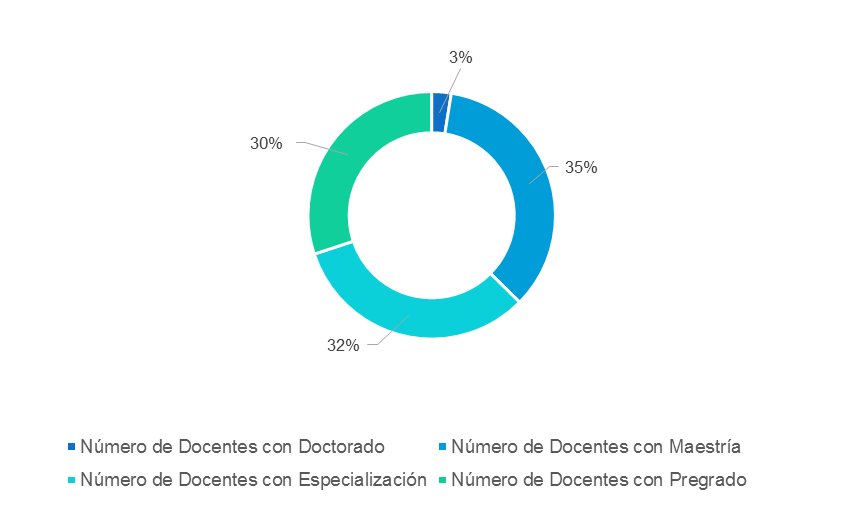 3%
30%
35%
32%
Número de Docentes con Doctorado
Número de Docentes con Maestría
Número de Docentes con Especialización
Número de Docentes con Pregrado